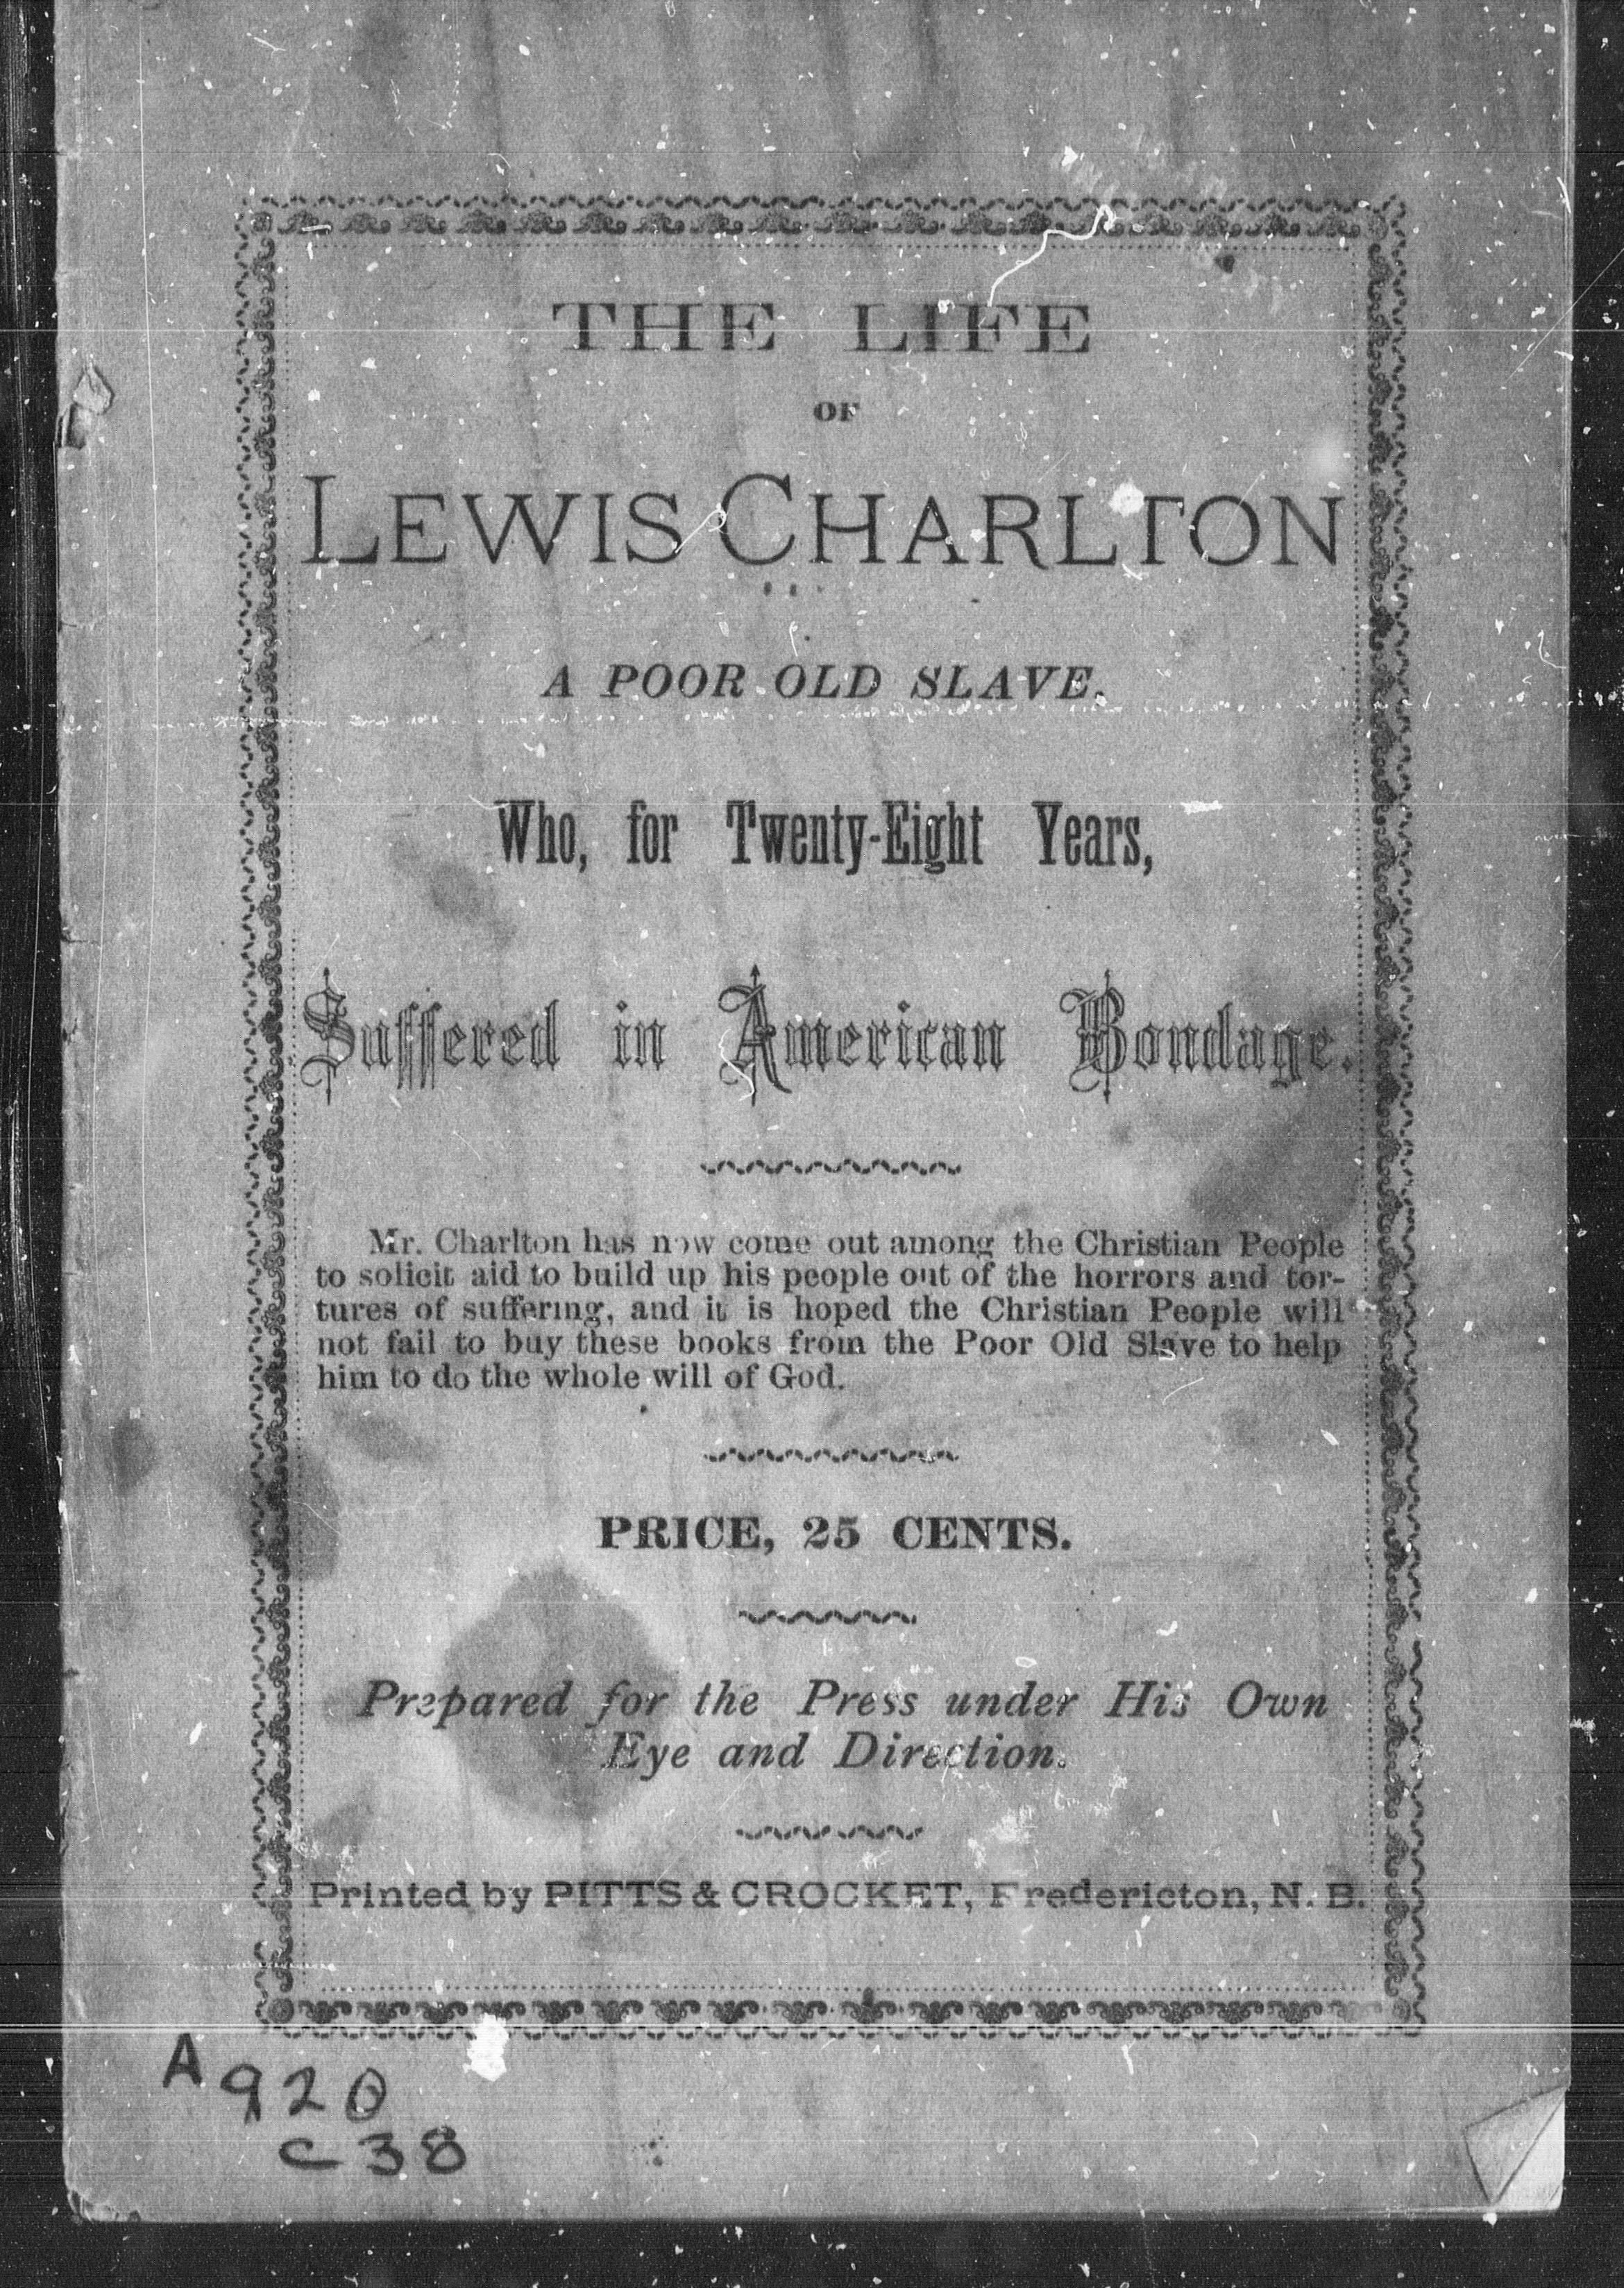 THE LIFE
OF
LEWIS CHARLTON
A POOR OLD SLAVE.
Who, for Twenty-Eight Years,
Suffered in American Bondage.
Mr. Charlton has now come out among the Christian People
to solicit aid to build up his people out of the horrors and tor-
tures of suffering, and it is hoped the Christian People will
not fail to buy these books from the Poor Old Slave to help
him to do the whole will of God.
PRICE, 25 CENTS.
Prepared for the Press under His Own
Eye and Direction.
Printed by PITTS & CROCKET, Fredericton, N. B.
A 920
C38